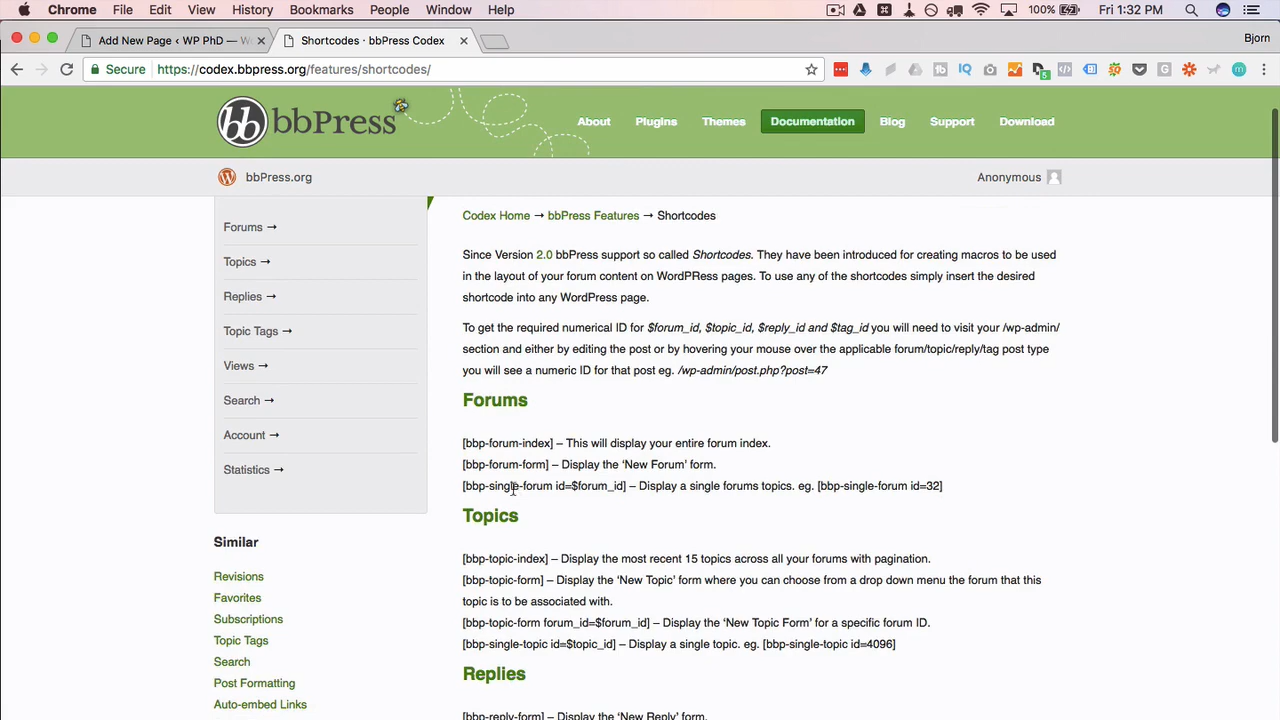 Chrome File Edit View History Bookmarks People Window Help 100% Fri 1:32 PM
Add New Page ‹ WP PhD — W Shortcodes · bbPress Codex Bjorn
Secure https://codex.bbpress.org/features/shortcodes/ 5
bb bbPress About Plugins Themes Documentation Blog Support Download
bbPress.org Anonymous
Forums →
Topics →
Replies →
Topic Tags →
Views →
Search →
Account →
Statistics →
Similar
Revisions
Favorites
Subscriptions
Topic Tags
Search
Post Formatting
Auto-embed Links
Codex Home → bbPress Features → Shortcodes
Since Version 2.0 bbPress support so called Shortcodes. They have been introduced for creating macros to be used
in the layout of your forum content on WordPRess pages. To use any of the shortcodes simply insert the desired
shortcode into any WordPress page.
To get the required numerical ID for $forum_id, $topic_id, $reply_id and $tag_id you will need to visit your /wp-admin/
section and either by editing the post or by hovering your mouse over the applicable forum/topic/reply/tag post type
you will see a numeric ID for that post eg. /wp-admin/post.php?post=47
Forums
[bbp-forum-index] – This will display your entire forum index.
[bbp-forum-form] – Display the ‘New Forum’ form.
[bbp-single-forum id=$forum_id] – Display a single forums topics. eg. [bbp-single-forum id=32]
Topics
[bbp-topic-index] – Display the most recent 15 topics across all your forums with pagination.
[bbp-topic-form] – Display the ‘New Topic’ form where you can choose from a drop down menu the forum that this
topic is to be associated with.
[bbp-topic-form forum_id=$forum_id] – Display the ‘New Topic Form’ for a specific forum ID.
[bbp-single-topic id=$topic_id] – Display a single topic. eg. [bbp-single-topic id=4096]
Replies
[bbp-reply-form] – Display the ‘New Reply’ form.